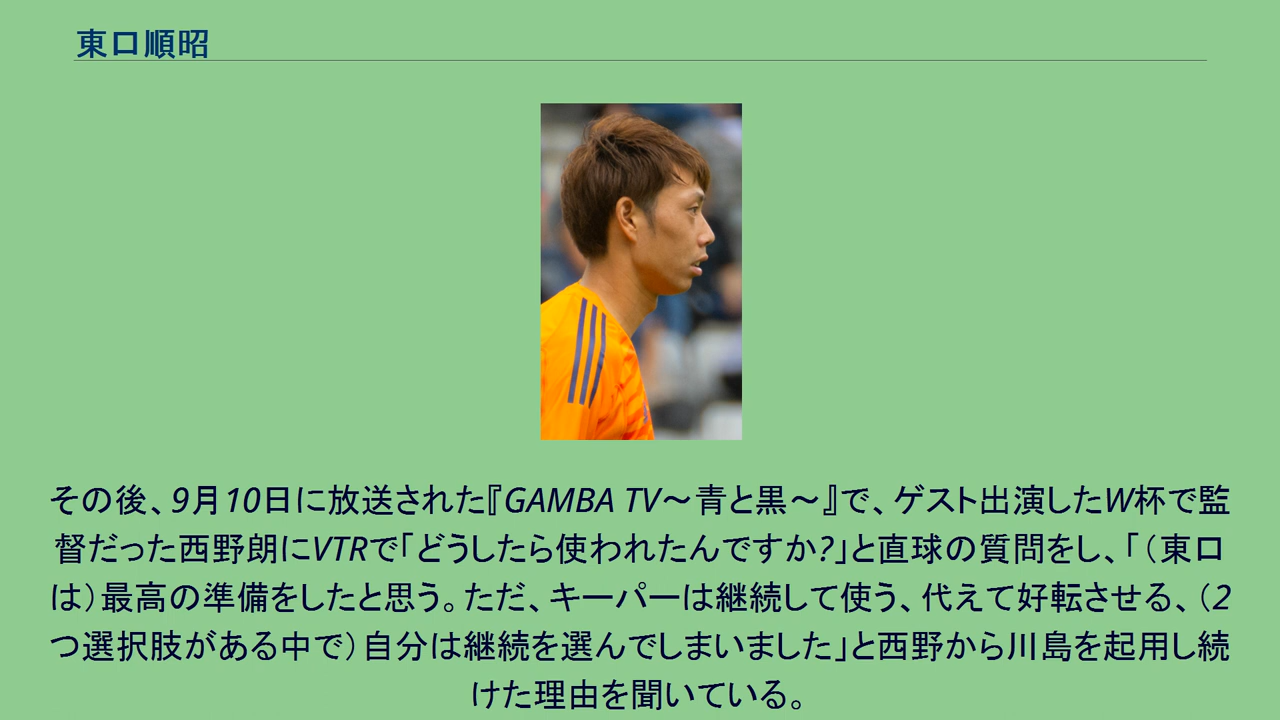 東口順昭
その後、9月10日に放送された『GAMBA TV～青と黒～』で、ゲスト出演したW杯で監
督だった西野朗にVTRで「どうしたら使われたんですか?」と直球の質問をし、「（東口
は）最高の準備をしたと思う。ただ、キーパーは継続して使う、代えて好転させる、（2
つ選択肢がある中で）自分は継続を選んでしまいました」と西野から川島を起用し続
けた理由を聞いている。